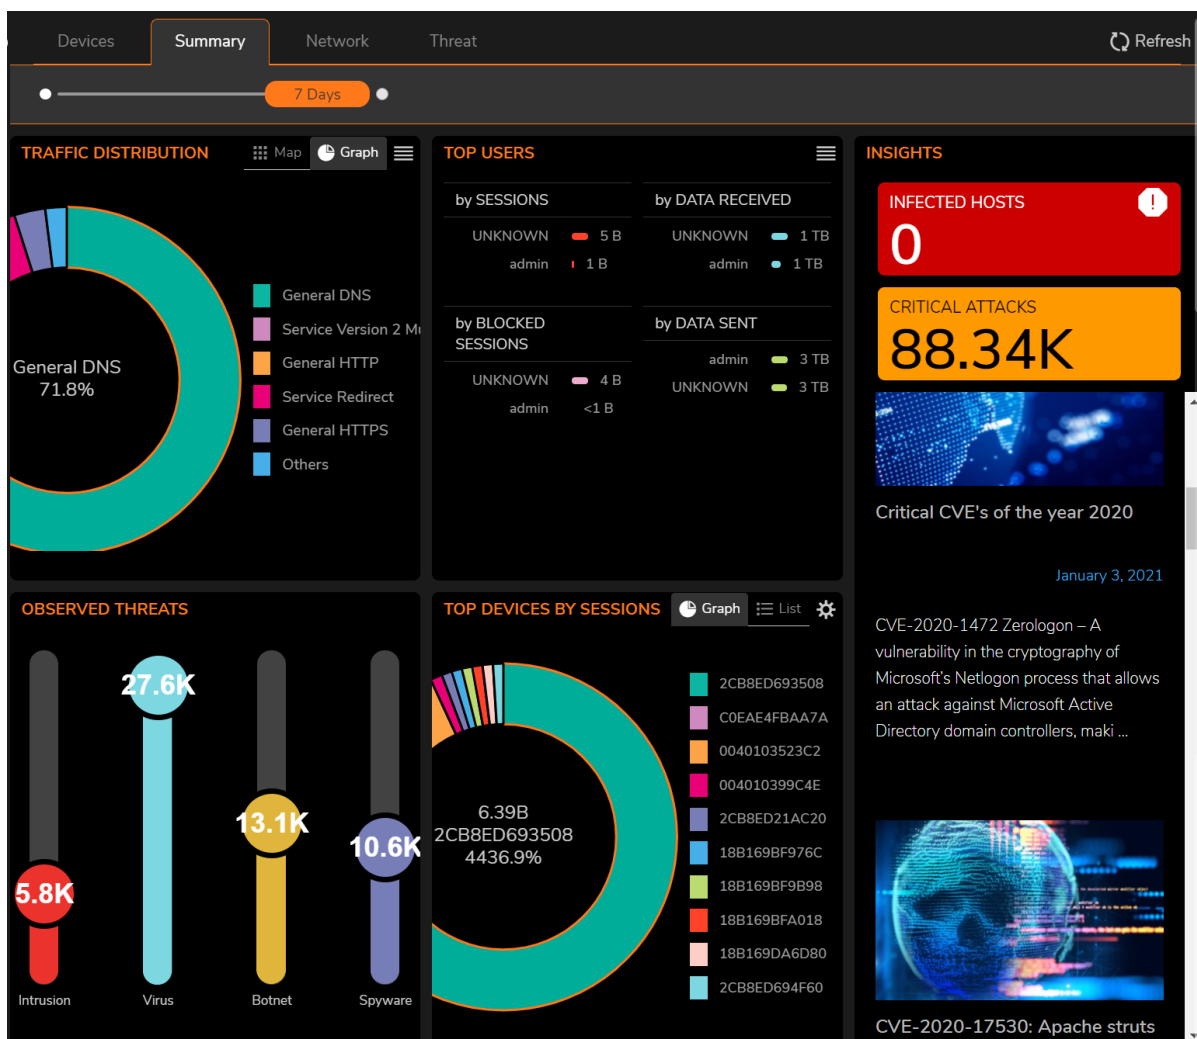 Devices
Summary
Network
Threat
Refresh
7 Days
TRAFFIC DISTRIBUTION
Map
Graph
General DNS
71.8%
General DNS
Service Version 2 Mu
General HTTP
Service Redirect
General HTTPS
Others
TOP USERS
by SESSIONS
UNKNOWN 5 B
admin 1 B
by DATA RECEIVED
UNKNOWN 1 TB
admin 1 TB
by BLOCKED
SESSIONS
UNKNOWN 4 B
admin <1 B
by DATA SENT
admin 3 TB
UNKNOWN 3 TB
INSIGHTS
INFECTED HOSTS
!
0
CRITICAL ATTACKS
88.34K
Critical CVE's of the year 2020
January 3, 2021
CVE-2020-1472 Zerologon – A
vulnerability in the cryptography of
Microsoft's Netlogon process that allows
an attack against Microsoft Active
Directory domain controllers, maki ...
CVE-2020-17530: Apache struts
OBSERVED THREATS
5.8K
27.6K
13.1K
10.6K
Intrusion
Virus
Botnet
Spyware
TOP DEVICES BY SESSIONS
Graph
List
6.39B
2CB8ED693508
4436.9%
2CB8ED693508
C0EAE4FBAA7A
0040103523C2
004010399C4E
2CB8ED21AC20
18B169BF976C
18B169BF9B98
18B169BFA018
18B169DA6D80
2CB8ED694F60